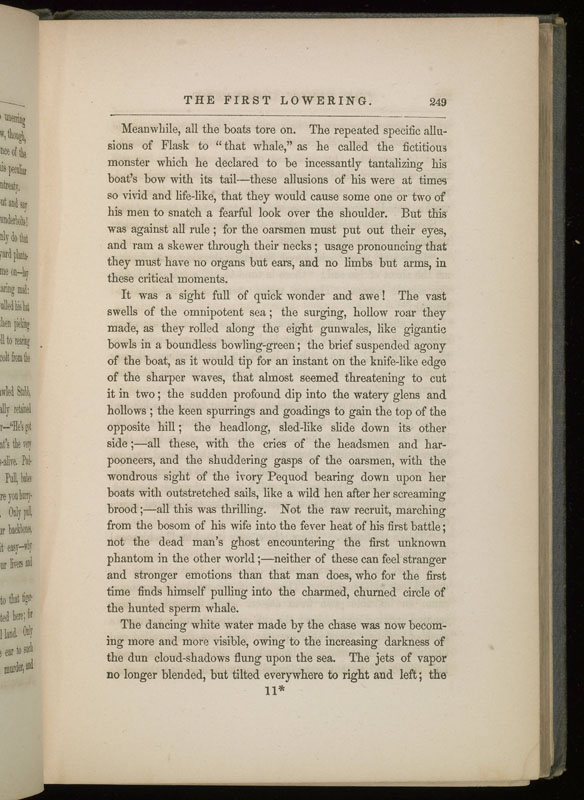 THE FIRST LOWERING. 249
Meanwhile, all the boats tore on. The repeated specific allu-
sions of Flask to “that whale,” as he called the fictitious
monster which he declared to be incessantly tantalizing his
boat’s bow with its tail—these allusions of his were at times
so vivid and life-like, that they would cause some one or two of
his men to snatch a fearful look over the shoulder. But this
was against all rule; for the oarsmen must put out their eyes,
and ram a skewer through their necks; usage pronouncing that
they must have no organs but ears, and no limbs but arms, in
these critical moments.
It was a sight full of quick wonder and awe! The vast
swells of the omnipotent sea; the surging, hollow roar they
made, as they rolled along the eight gunwales, like gigantic
bowls in a boundless bowling-green; the brief suspended agony
of the boat, as it would tip for an instant on the knife-like edge
of the sharper waves, that almost seemed threatening to cut
it in two; the sudden profound dip into the watery glens and
hollows; the keen spurrings and goadings to gain the top of the
opposite hill; the headlong, sled-like slide down its other
side;—all these, with the cries of the headsmen and har-
pooneers, and the shuddering gasps of the oarsmen, with the
wondrous sight of the ivory Pequod bearing down upon her
boats with outstretched sails, like a wild hen after her screaming
brood;—all this was thrilling. Not the raw recruit, marching
from the bosom of his wife into the fever heat of his first battle;
not the dead man’s ghost encountering the first unknown
phantom in the other world;—neither of these can feel stranger
and stronger emotions than that man does, who for the first
time finds himself pulling into the charmed, churned circle of
the hunted sperm whale.
The dancing white water made by the chase was now becom-
ing more and more visible, owing to the increasing darkness of
the dun cloud-shadows flung upon the sea. The jets of vapor
no longer blended, but tilted everywhere to right and left; the
11*